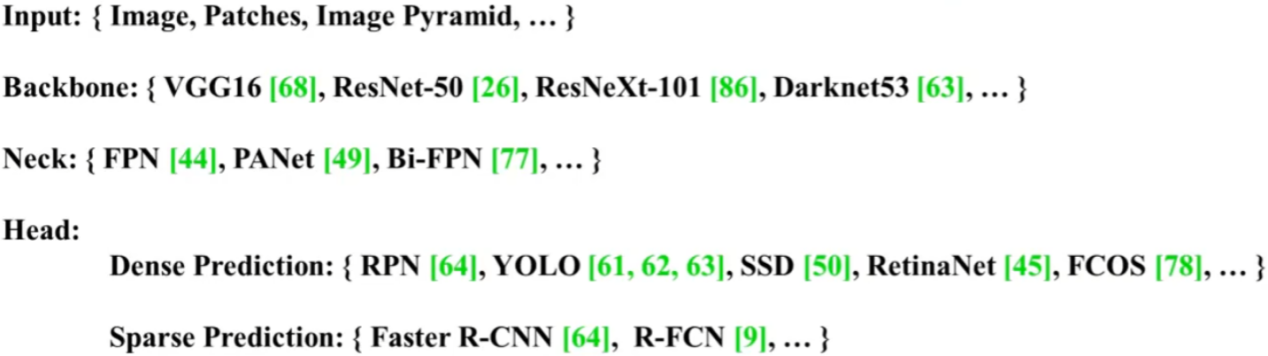 Input: { Image, Patches, Image Pyramid, … }
Backbone: { VGG16 [68], ResNet-50 [26], ResNeXt-101 [86], Darknet53 [63], … }
Neck: { FPN [44], PANet [49], Bi-FPN [77], … }
Head:
Dense Prediction: { RPN [64], YOLO [61, 62, 63], SSD [50], RetinaNet [45], FCOS [78], … }
Sparse Prediction: { Faster R-CNN [64], R-FCN [9], … }